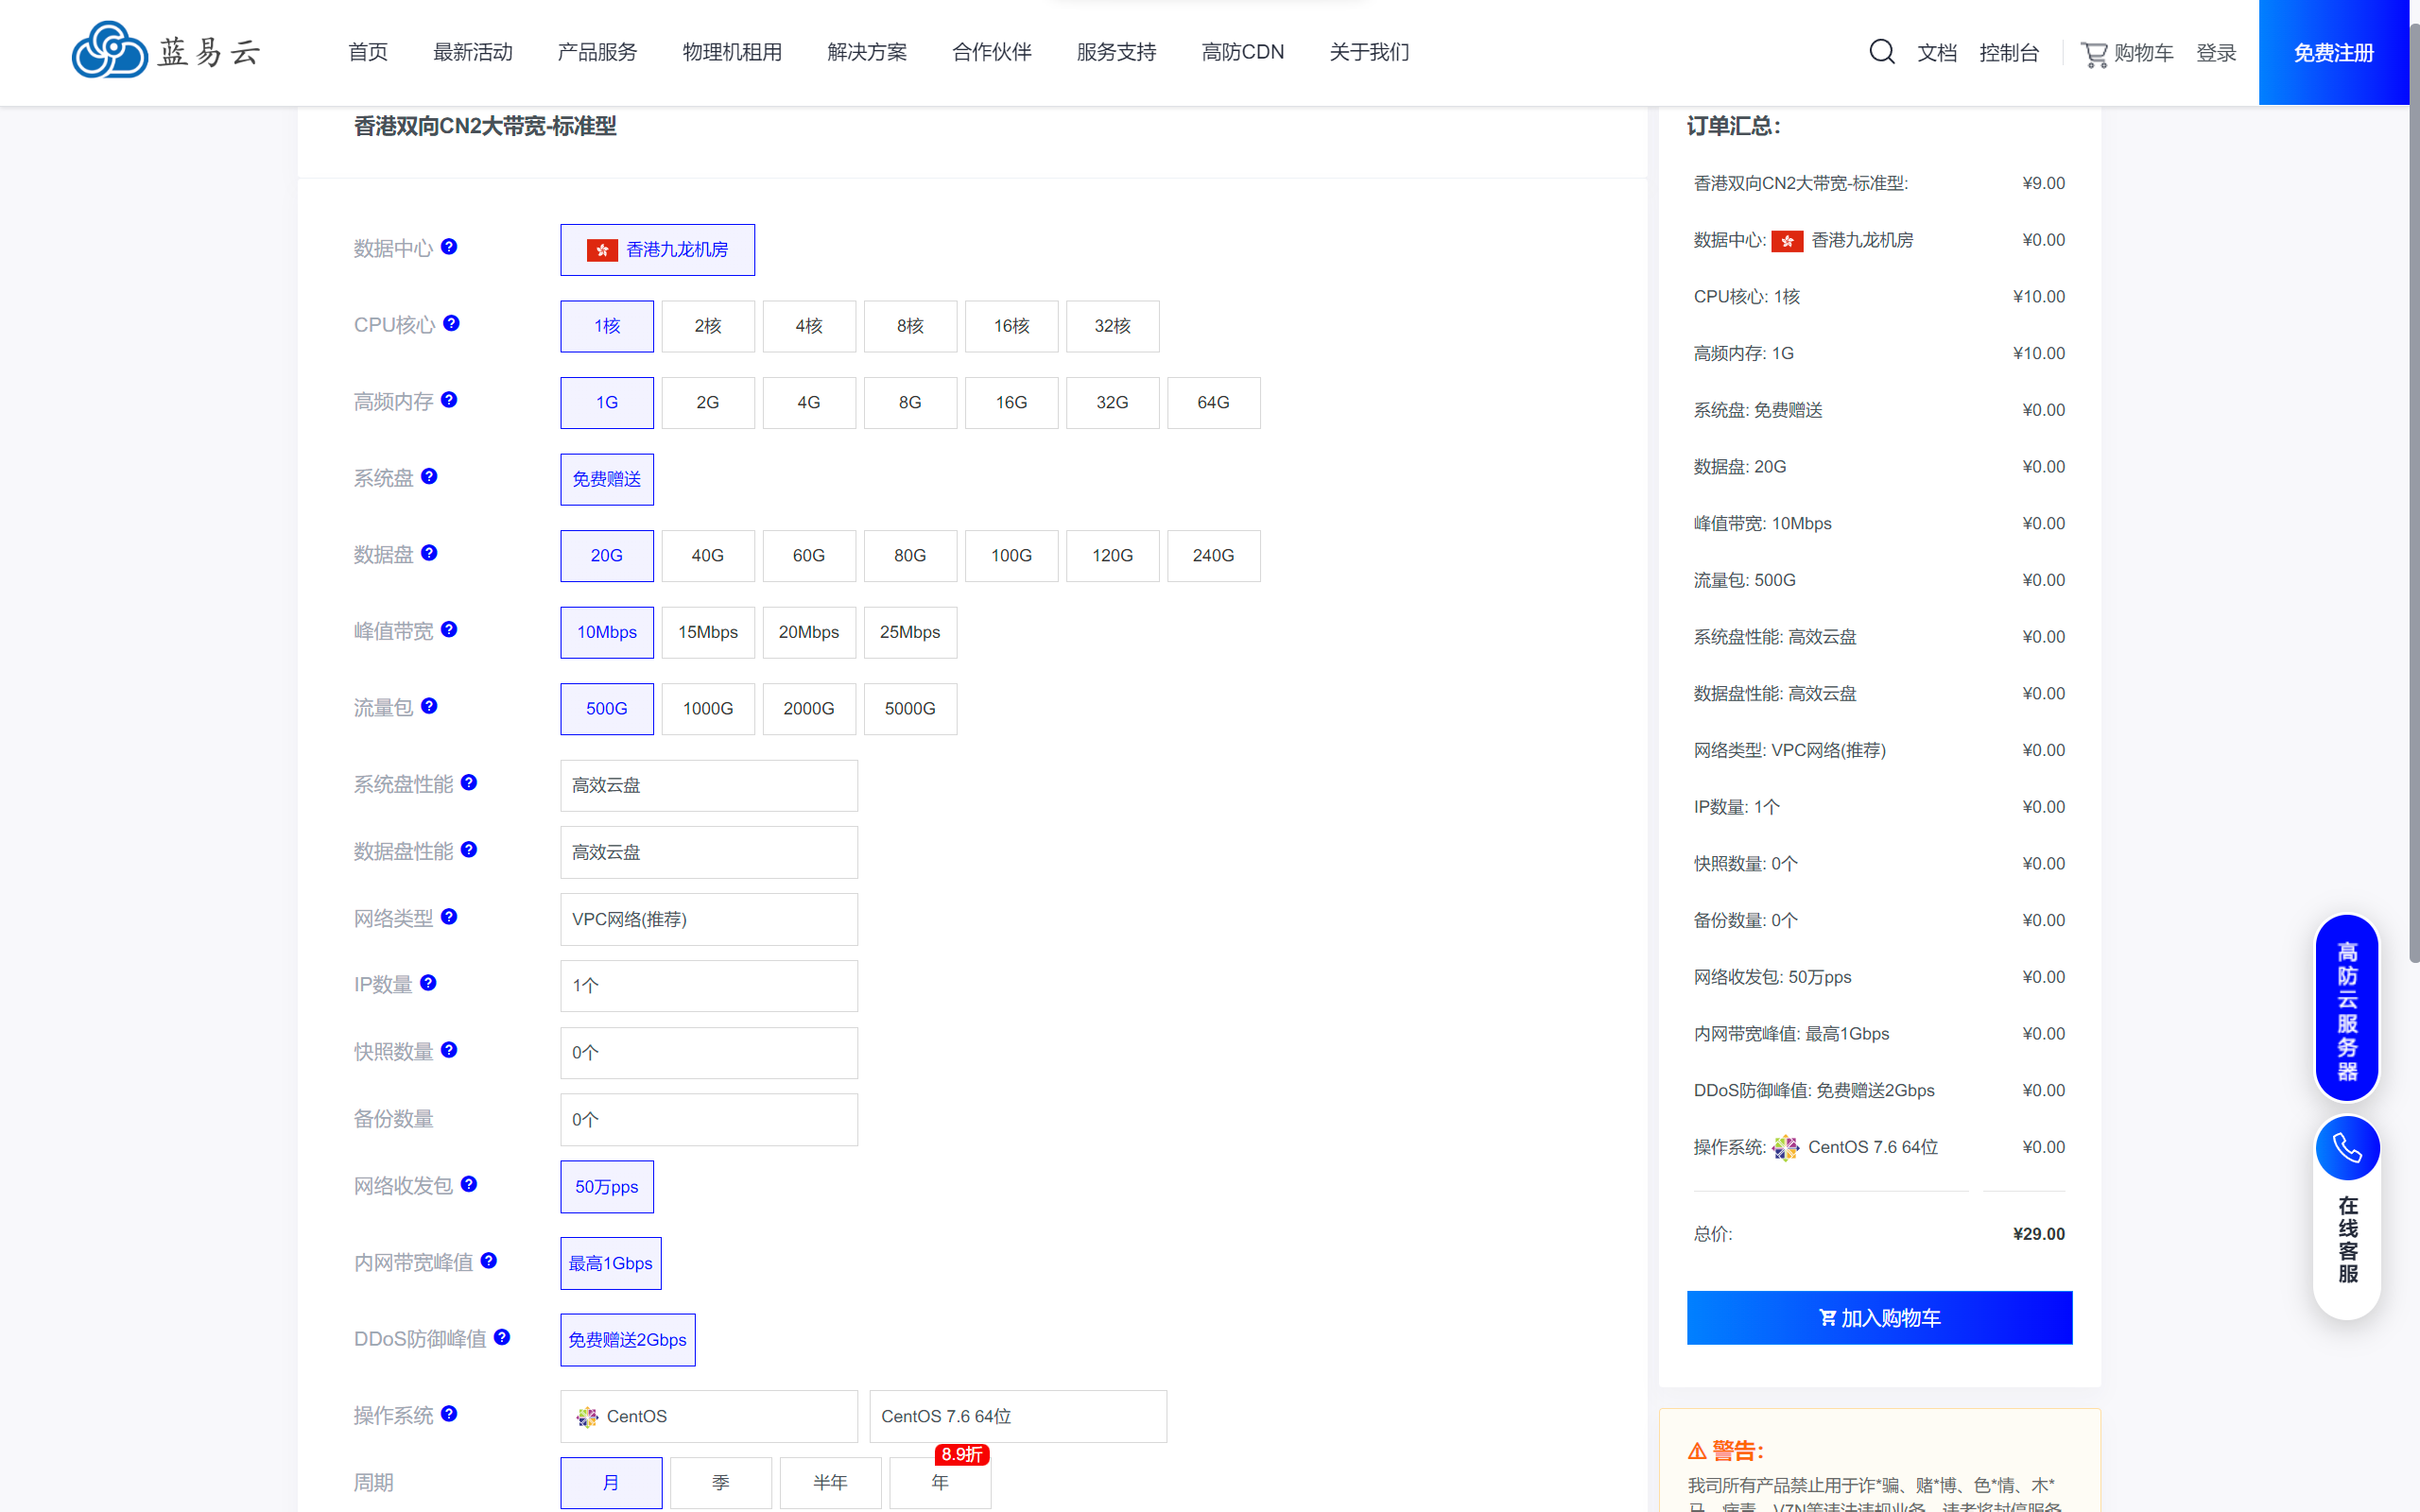 蓝易云
首页 最新活动 产品服务 物理机租用 解决方案 合作伙伴 服务支持 高防CDN 关于我们
文档 控制台 购物车 登录 免费注册
香港双向CN2大带宽-标准型
数据中心 香港九龙机房
CPU核心 1核 2核 4核 8核 16核 32核
高频内存 1G 2G 4G 8G 16G 32G 64G
系统盘 免费赠送
数据盘 20G 40G 60G 80G 100G 120G 240G
峰值带宽 10Mbps 15Mbps 20Mbps 25Mbps
流量包 500G 1000G 2000G 5000G
系统盘性能 高效云盘
数据盘性能 高效云盘
网络类型 VPC网络(推荐)
IP数量 1个
快照数量 0个
备份数量 0个
网络收发包 50万pps
内网带宽峰值 最高1Gbps
DDoS防御峰值 免费赠送2Gbps
操作系统 CentOS CentOS 7.6 64位
8.9折
周期 月 季 半年 年
订单汇总：
香港双向CN2大带宽-标准型: ¥9.00
数据中心: 香港九龙机房 ¥0.00
CPU核心: 1核 ¥10.00
高频内存: 1G ¥10.00
系统盘: 免费赠送 ¥0.00
数据盘: 20G ¥0.00
峰值带宽: 10Mbps ¥0.00
流量包: 500G ¥0.00
系统盘性能: 高效云盘 ¥0.00
数据盘性能: 高效云盘 ¥0.00
网络类型: VPC网络(推荐) ¥0.00
IP数量: 1个 ¥0.00
快照数量: 0个 ¥0.00
备份数量: 0个 ¥0.00
网络收发包: 50万pps ¥0.00
内网带宽峰值: 最高1Gbps ¥0.00
DDoS防御峰值: 免费赠送2Gbps ¥0.00
操作系统: CentOS 7.6 64位 ¥0.00
总价: ¥29.00
加入购物车
警告：
我司所有产品禁止用于诈*骗、赌*博、色*情、木*
马、病毒、VZN等违法违规业务，违者将封停服务
高防云服务器
在线客服